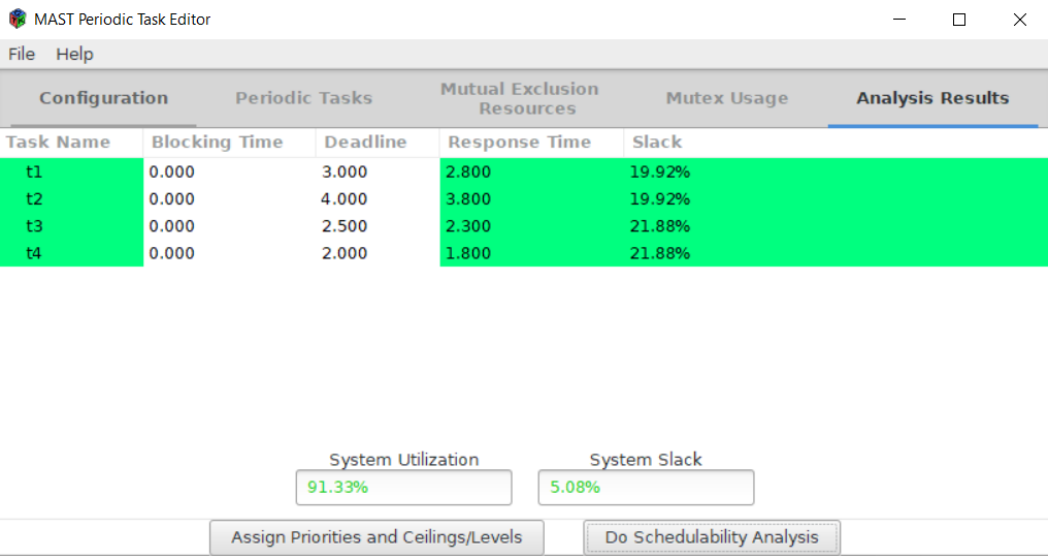 MAST Periodic Task Editor
File Help
Configuration Periodic Tasks Mutual Exclusion Resources Mutex Usage Analysis Results
Task Name Blocking Time Deadline Response Time Slack
t1 0.000 3.000 2.800 19.92%
t2 0.000 4.000 3.800 19.92%
t3 0.000 2.500 2.300 21.88%
t4 0.000 2.000 1.800 21.88%
System Utilization System Slack
91.33% 5.08%
Assign Priorities and Ceilings/Levels Do Schedulability Analysis